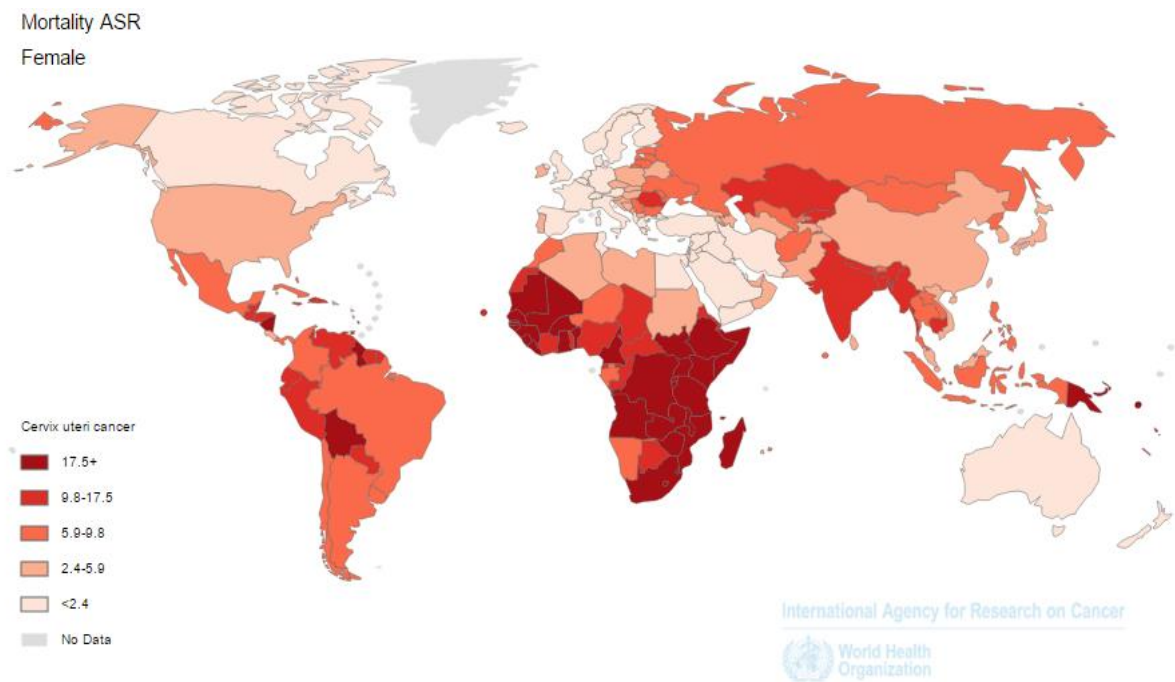 Mortality ASR
Female
Cervix uteri cancer
17.5+
9.8-17.5
5.9-9.8
2.4-5.9
<2.4
No Data
International Agency for Research on Cancer
World Health
Organization